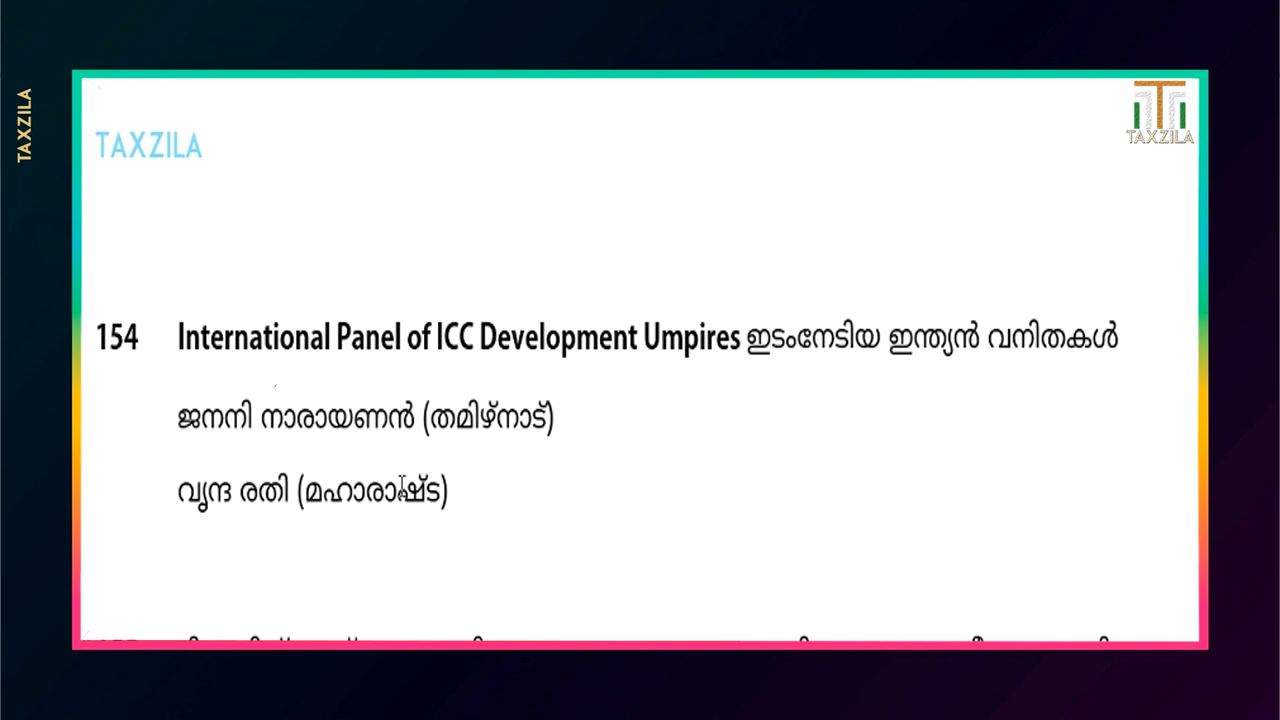 TAXZILA
TAXZILA
TAXZILA
154 International Panel of ICC Development Umpires ഇടംനേടിയ ഇന്ത്യൻ വനിതകൾ
ജനനി നാരായണൻ (തമിഴ്നാട്)
വൃന്ദ രതി (മഹാരാഷ്ട)